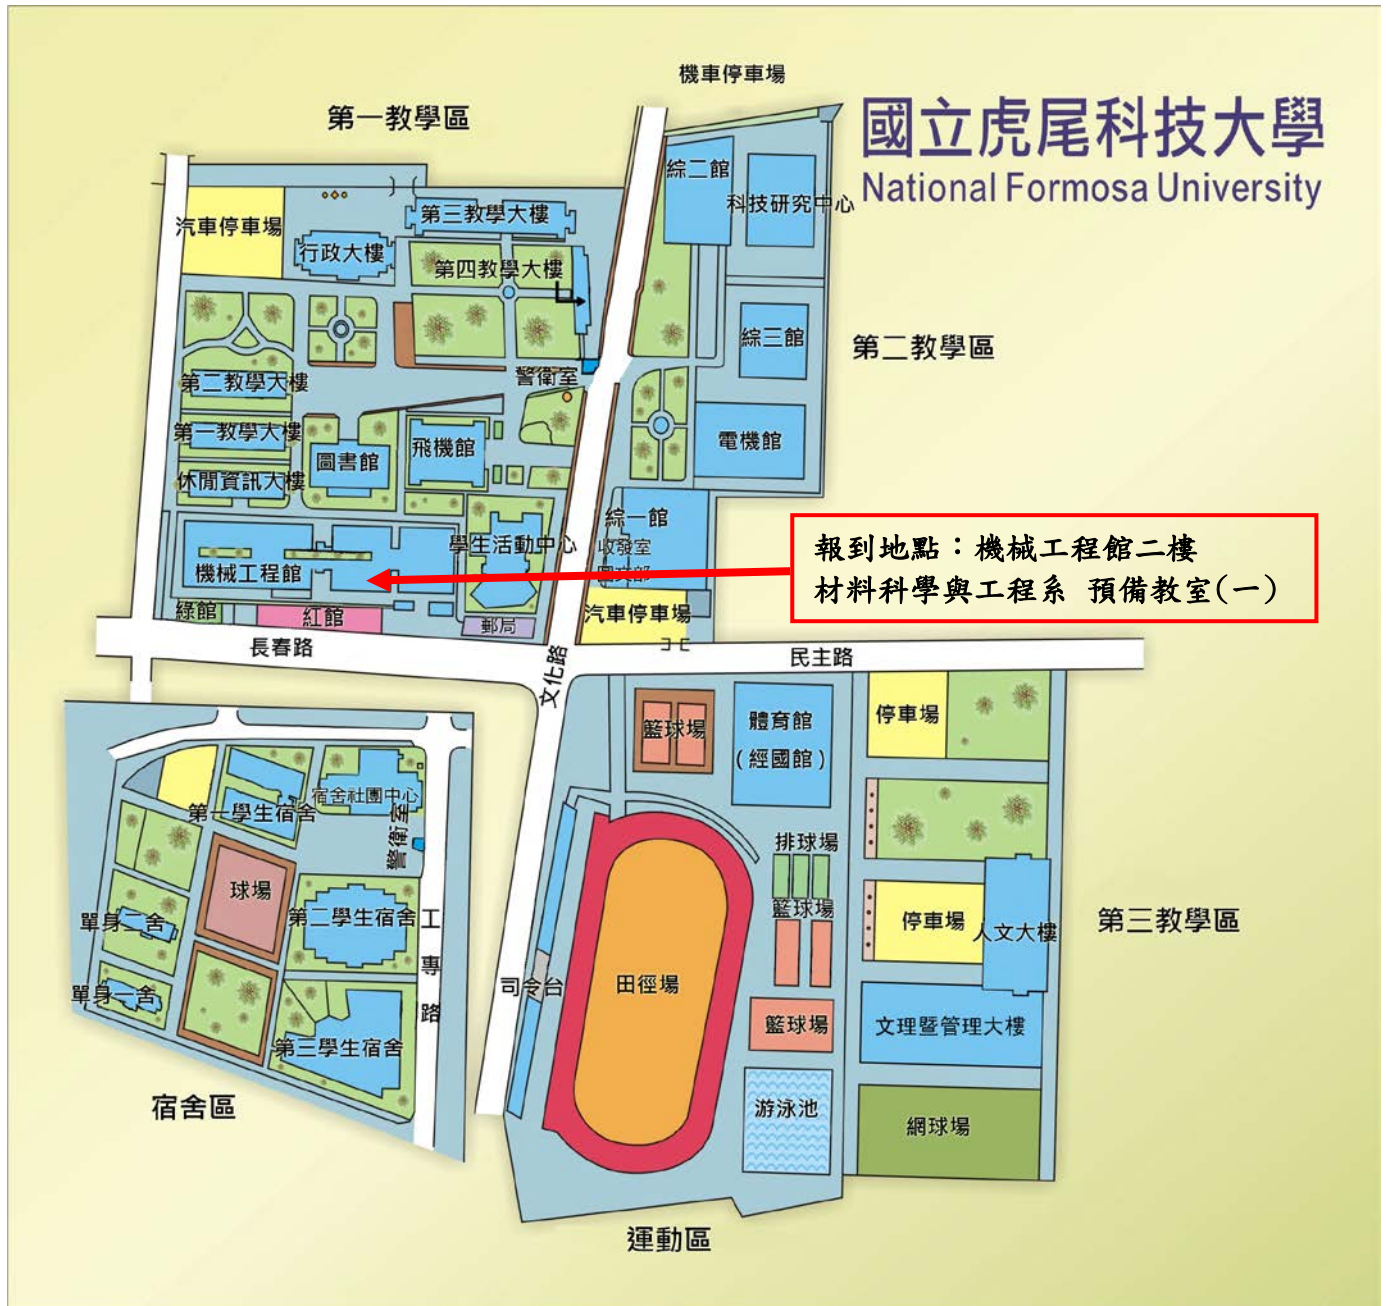 機車停車場
國立虎尾科技大學
National Formosa University
第一教學區
綜二館
科技研究中心
汽車停車場
第三教學大樓
行政大樓
第四教學大樓
綜三館
第二教學區
警衛室
第二教學大樓
第一教學大樓
圖書館
飛機館
電機館
休閒資訊大樓
綜一館
學生活動中心
收發室
機械工程館
報到地點：機械工程館二樓
材料科學與工程系 預備教室(一)
綠館
紅館
郵局
汽車停車場
長春路
文化路
民主路
籃球場
體育館
(經國館)
停車場
第一學生宿舍
宿舍社團中心
警衛室
排球場
球場
籃球場
單身二舍
第二學生宿舍
工專路
停車場
人文大樓
第三教學區
單身一舍
司令台
田徑場
籃球場
文理暨管理大樓
第三學生宿舍
宿舍區
游泳池
網球場
運動區